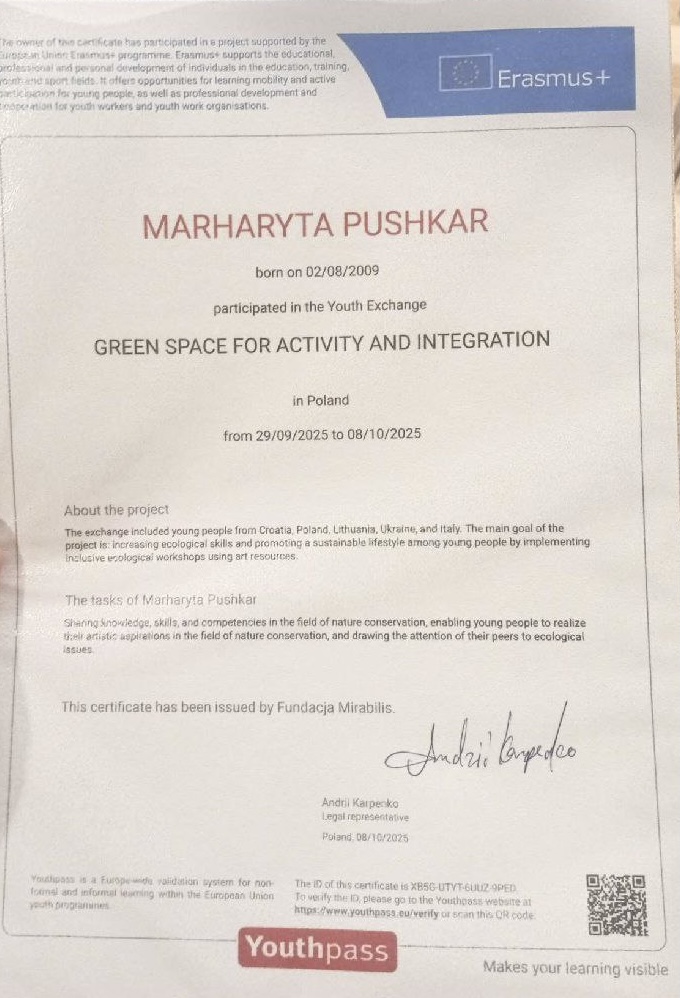 The owner of this certificate has participated in a project supported by the
European Union Erasmus+ programme. Erasmus+ supports the educational,
professional and personal development of individuals in the education, training,
youth and sport fields. It offers opportunities for learning mobility and active
participation for young people, as well as professional development and
cooperation for youth workers and youth work organisations.
Erasmus+
MARHARYTA PUSHKAR
born on 02/08/2009
participated in the Youth Exchange
GREEN SPACE FOR ACTIVITY AND INTEGRATION
in Poland
from 29/09/2025 to 08/10/2025
About the project
The exchange included young people from Croatia, Poland, Lithuania, Ukraine, and Italy. The main goal of the
project is: increasing ecological skills and promoting a sustainable lifestyle among young people by implementing
inclusive ecological workshops using art resources.
The tasks of Marharyta Pushkar
Sharing knowledge, skills, and competencies in the field of nature conservation, enabling young people to realize
their artistic aspirations in the field of nature conservation, and drawing the attention of their peers to ecological
issues.
This certificate has been issued by Fundacja Mirabilis.
Andrii Karpenko
Andrii Karpenko
Legal representative
Poland, 08/10/2025
Youthpass is a Europe-wide validation system for non-
formal and informal learning within the European Union
youth programmes.
The ID of this certificate is XB5G-UTYT-6UUZ-9PED.
To verify the ID, please go to the Youthpass website at
https://www.youthpass.eu/verify or scan this QR code.
Youthpass
Makes your learning visible